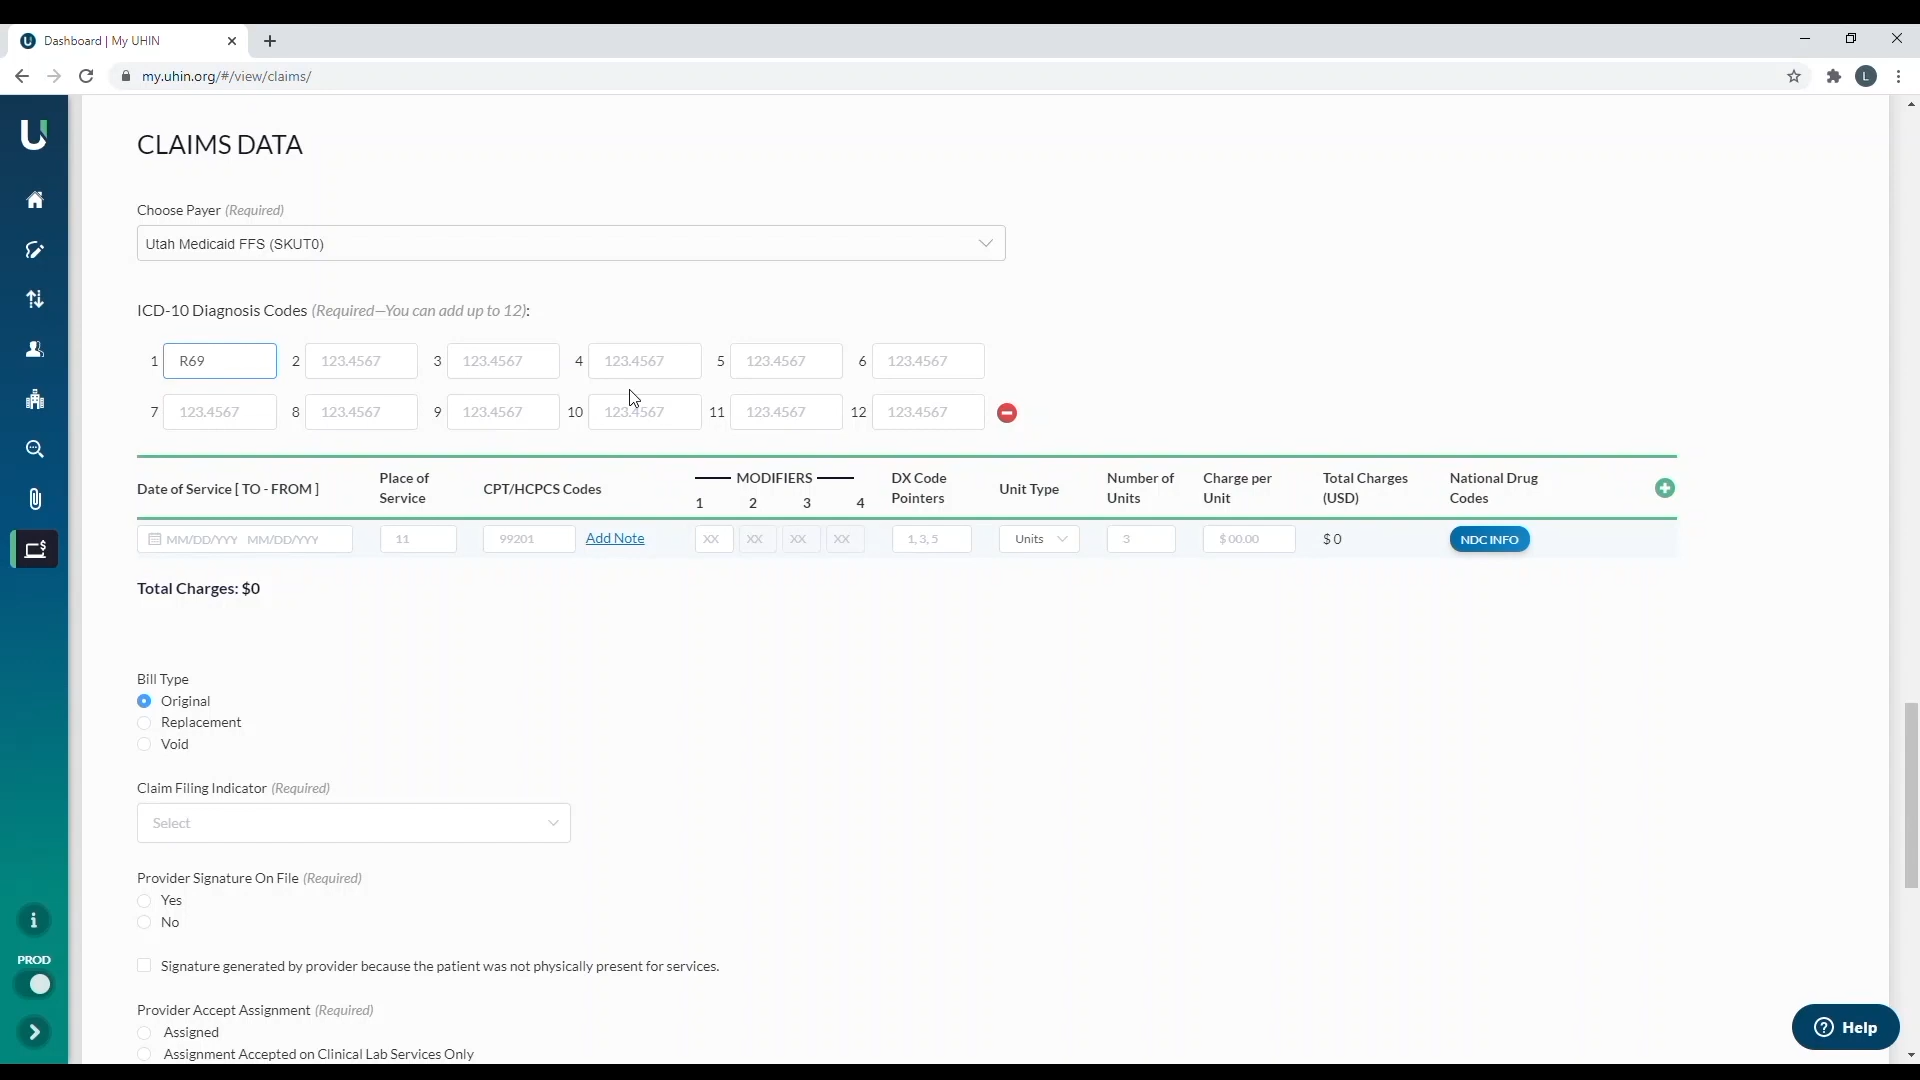 Dashboard | My UHIN
my.uhin.org/#/view/claims/
L
U
CLAIMS DATA
Choose Payer (Required)
Utah Medicaid FFS (SKUT0)
ICD-10 Diagnosis Codes (Required—You can add up to 12):
1 R69 2 123.4567 3 123.4567 4 123.4567 5 123.4567 6 123.4567
7 123.4567 8 123.4567 9 123.4567 10 123.4567 11 123.4567 12 123.4567
Date of Service [ TO - FROM ] Place of Service CPT/HCPCS Codes MODIFIERS 1 2 3 4 DX Code Pointers Unit Type Number of Units Charge per Unit Total Charges (USD) National Drug Codes
MM/DD/YYY MM/DD/YYY 11 99201 Add Note XX XX XX XX 1, 3, 5 Units 3 $ 00.00 $ 0 NDC INFO
Total Charges: $0
Bill Type
Original
Replacement
Void
Claim Filing Indicator (Required)
Select
Provider Signature On File (Required)
Yes
No
PROD
Signature generated by provider because the patient was not physically present for services.
Provider Accept Assignment (Required)
Assigned
Assignment Accepted on Clinical Lab Services Only
Help